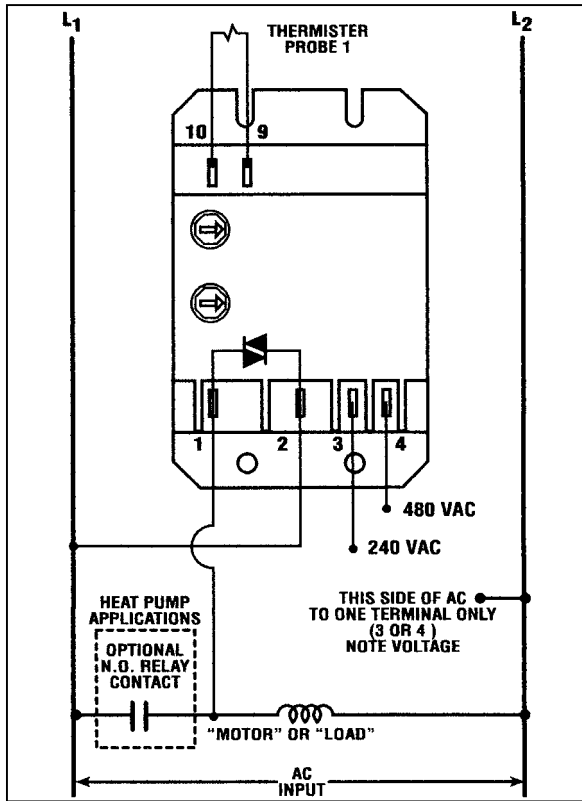 L1
L2
THERMISTER
PROBE 1
10
9
1
2
3
4
480 VAC
240 VAC
THIS SIDE OF AC
TO ONE TERMINAL ONLY
(3 OR 4 )
NOTE VOLTAGE
HEAT PUMP
APPLICATIONS
OPTIONAL
N.O. RELAY
CONTACT
"MOTOR" OR "LOAD"
AC
INPUT